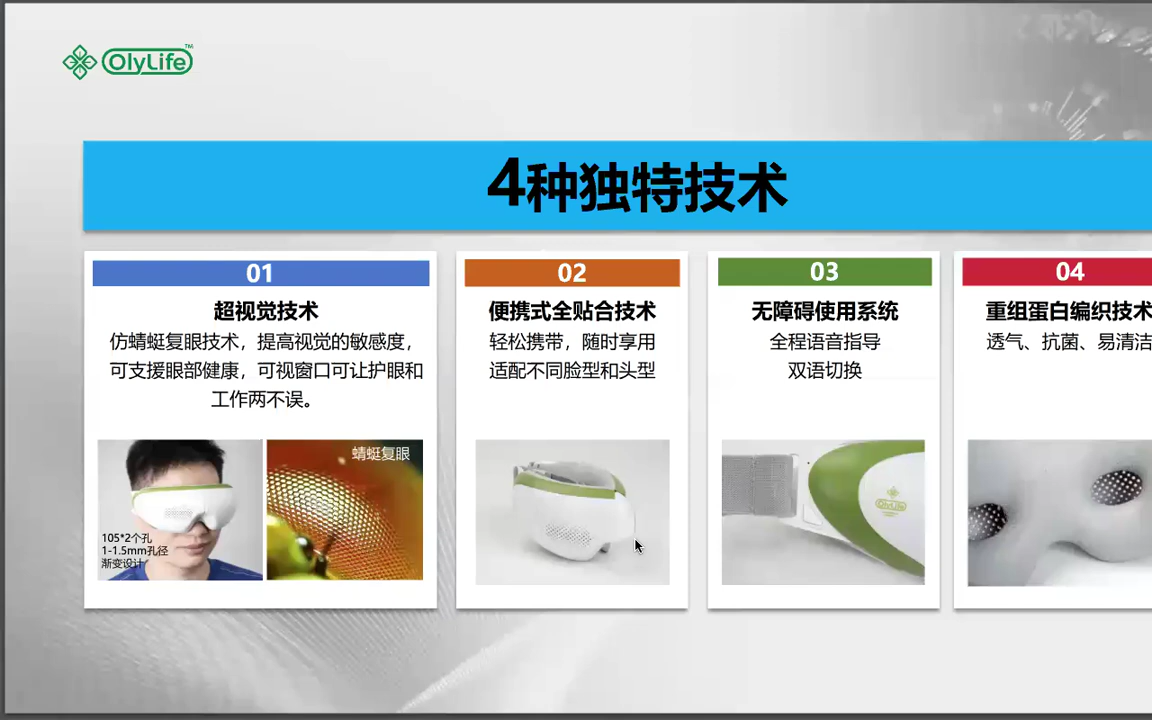 OlyLife™
4种独特技术
01
超视觉技术
仿蜻蜓复眼技术，提高视觉的敏感度，
可支援眼部健康，可视窗口可让护眼和
工作两不误。
蜻蜓复眼
105*2个孔
1-1.5mm孔径
渐变设计
02
便携式全贴合技术
轻松携带，随时享用
适配不同脸型和头型
03
无障碍使用系统
全程语音指导
双语切换
OlyLife
04
重组蛋白编织技术
透气、抗菌、易清洁